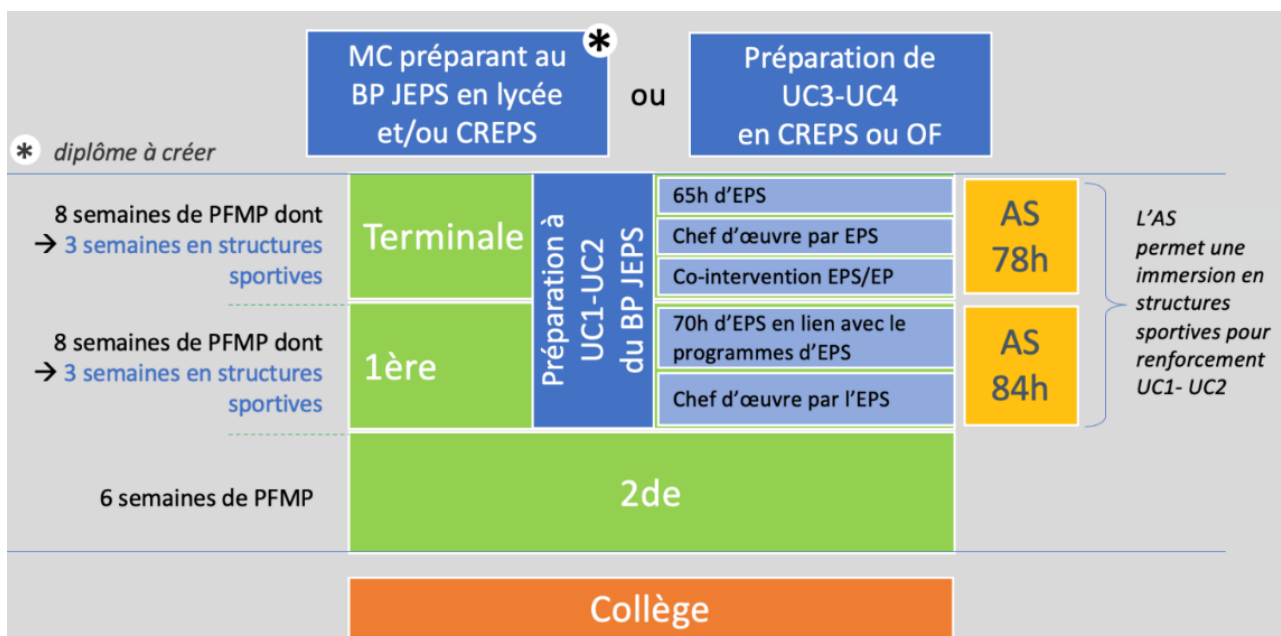 MC préparant au
BP JEPS en lycée
et/ou CREPS
*
ou
Préparation de
UC3-UC4
en CREPS ou OF
* diplôme à créer
8 semaines de PFMP dont
→ 3 semaines en structures
sportives
Terminale
Préparation à
UC1-UC2
du BP JEPS
65h d'EPS
Chef d'œuvre par EPS
Co-intervention EPS/EP
AS
78h
L'AS
permet une
immersion en
structures
sportives pour
renforcement
UC1- UC2
8 semaines de PFMP dont
→ 3 semaines en structures
sportives
1ère
70h d'EPS en lien avec le
programmes d'EPS
Chef d'œuvre par l'EPS
AS
84h
6 semaines de PFMP
2de
Collège